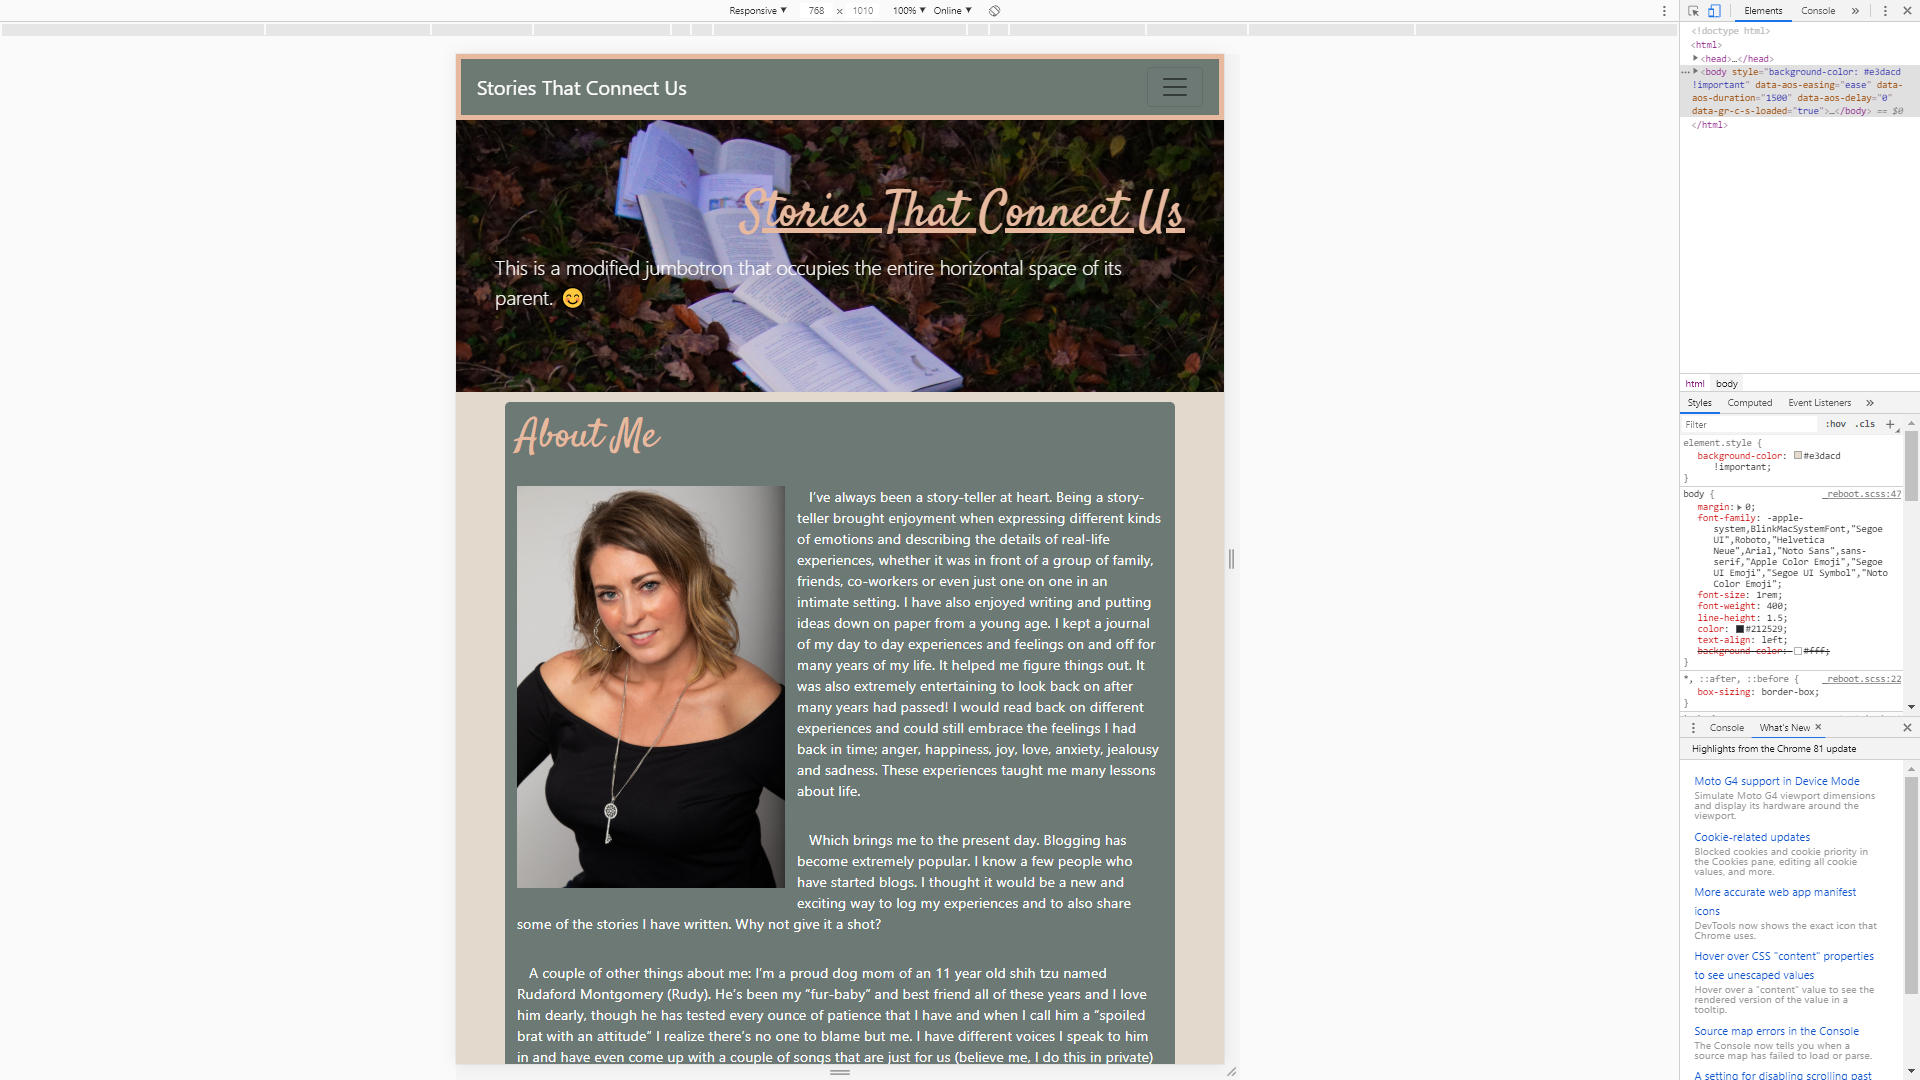 Responsive ▼ 768 × 1010 100% ▼ Online ▼
Elements Console »
<!doctype html>
<html>
<head>…</head>
<body style="background-color: #e3dacd
!important" data-aos-easing="ease" data-
aos-duration="1500" data-aos-delay="0"
data-gr-c-s-loaded="true">…</body> == $0
</html>
Stories That Connect Us
Stories That Connect Us
This is a modified jumbotron that occupies the entire horizontal space of its
parent. 😊
About Me
I've always been a story-teller at heart. Being a story-
teller brought enjoyment when expressing different kinds
of emotions and describing the details of real-life
experiences, whether it was in front of a group of family,
friends, co-workers or even just one on one in an
intimate setting. I have also enjoyed writing and putting
ideas down on paper from a young age. I kept a journal
of my day to day experiences and feelings on and off for
many years of my life. It helped me figure things out. It
was also extremely entertaining to look back on after
many years had passed! I would read back on different
experiences and could still embrace the feelings I had
back in time; anger, happiness, joy, love, anxiety, jealousy
and sadness. These experiences taught me many lessons
about life.
Which brings me to the present day. Blogging has
become extremely popular. I know a few people who
have started blogs. I thought it would be a new and
exciting way to log my experiences and to also share
some of the stories I have written. Why not give it a shot?
A couple of other things about me: I'm a proud dog mom of an 11 year old shih tzu named
Rudaford Montgomery (Rudy). He's been my “fur-baby” and best friend all of these years and I love
him dearly, though he has tested every ounce of patience that I have and when I call him a “spoiled
brat with an attitude” I realize there's no one to blame but me. I have different voices I speak to him
in and have even come up with a couple of songs that are just for us (believe me, I do this in private)
html body
Styles Computed Event Listeners »
Filter :hov .cls +
element.style {
background-color: #e3dacd
!important;
}
body { _reboot.scss:47
margin: 0;
font-family: -apple-
system,BlinkMacSystemFont,"Segoe
UI",Roboto,"Helvetica
Neue",Arial,"Noto Sans",sans-
serif,"Apple Color Emoji","Segoe
UI Emoji","Segoe UI Symbol","Noto
Color Emoji";
font-size: 1rem;
font-weight: 400;
line-height: 1.5;
color: #212529;
text-align: left;
background-color: #fff;
}
*, ::after, ::before { _reboot.scss:22
box-sizing: border-box;
}
Console What's New ×
Highlights from the Chrome 81 update
Moto G4 support in Device Mode
Simulate Moto G4 viewport dimensions
and display its hardware around the
viewport.
Cookie-related updates
Blocked cookies and cookie priority in
the Cookies pane, editing all cookie
values, and more.
More accurate web app manifest
icons
DevTools now shows the exact icon that
Chrome uses.
Hover over CSS "content" properties
to see unescaped values
Hover over a "content" value to see the
rendered version of the value in a
tooltip.
Source map errors in the Console
The Console now tells you when a
source map has failed to load or parse.
A setting for disabling scrolling past